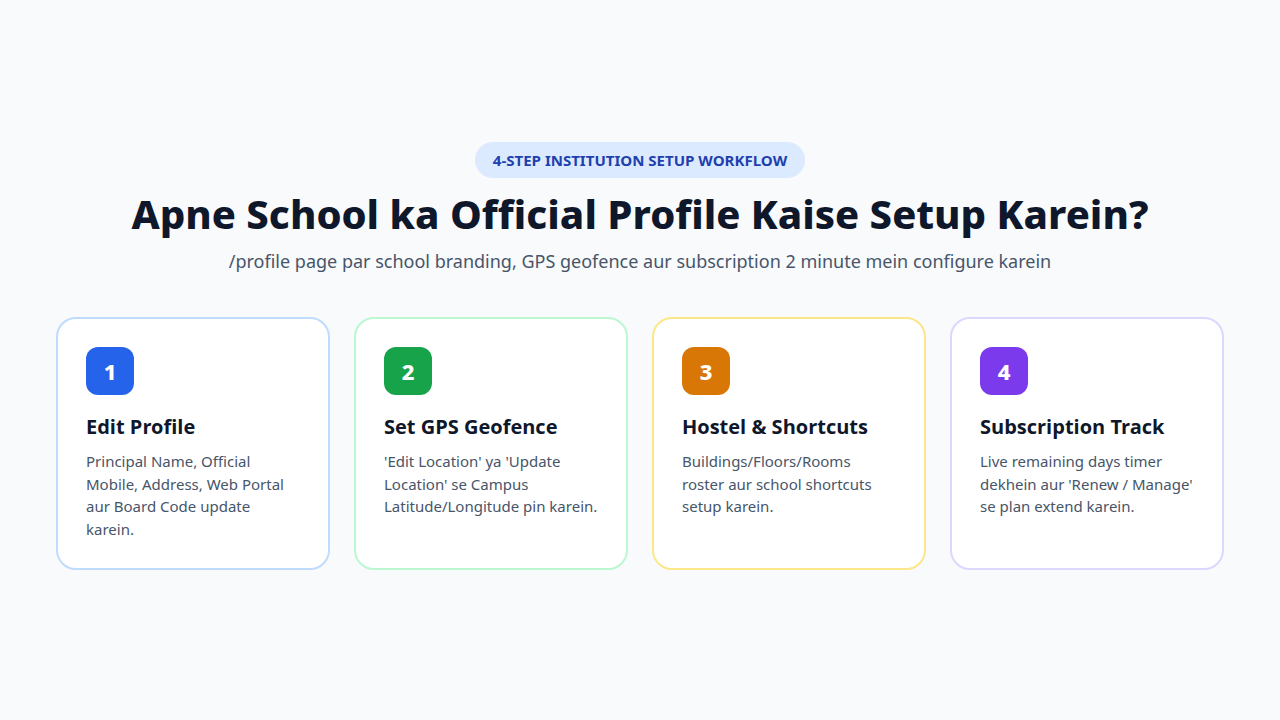 4-STEP INSTITUTION SETUP WORKFLOW
Apne School ka Official Profile Kaise Setup Karein?
/profile page par school branding, GPS geofence aur subscription 2 minute mein configure karein
1
Edit Profile
Principal Name, Official
Mobile, Address, Web Portal
aur Board Code update
karein.
2
Set GPS Geofence
'Edit Location' ya 'Update
Location' se Campus
Latitude/Longitude pin karein.
3
Hostel & Shortcuts
Buildings/Floors/Rooms
roster aur school shortcuts
setup karein.
4
Subscription Track
Live remaining days timer
dekhein aur 'Renew / Manage'
se plan extend karein.